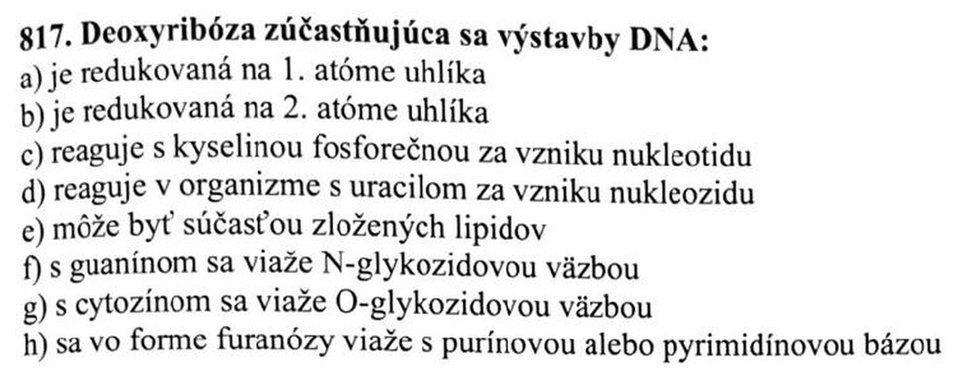 817. Deoxyribóza zúčastňujúca sa výstavby DNA:
a) je redukovaná na 1. atóme uhlíka
b) je redukovaná na 2. atóme uhlíka
c) reaguje s kyselinou fosforečnou za vzniku nukleotidu
d) reaguje v organizme s uracilom za vzniku nukleozidu
e) môže byť súčasťou zložených lipidov
f) s guanínom sa viaže N-glykozidovou väzbou
g) s cytozínom sa viaže O-glykozidovou väzbou
h) sa vo forme furanózy viaže s purínovou alebo pyrimidínovou bázou